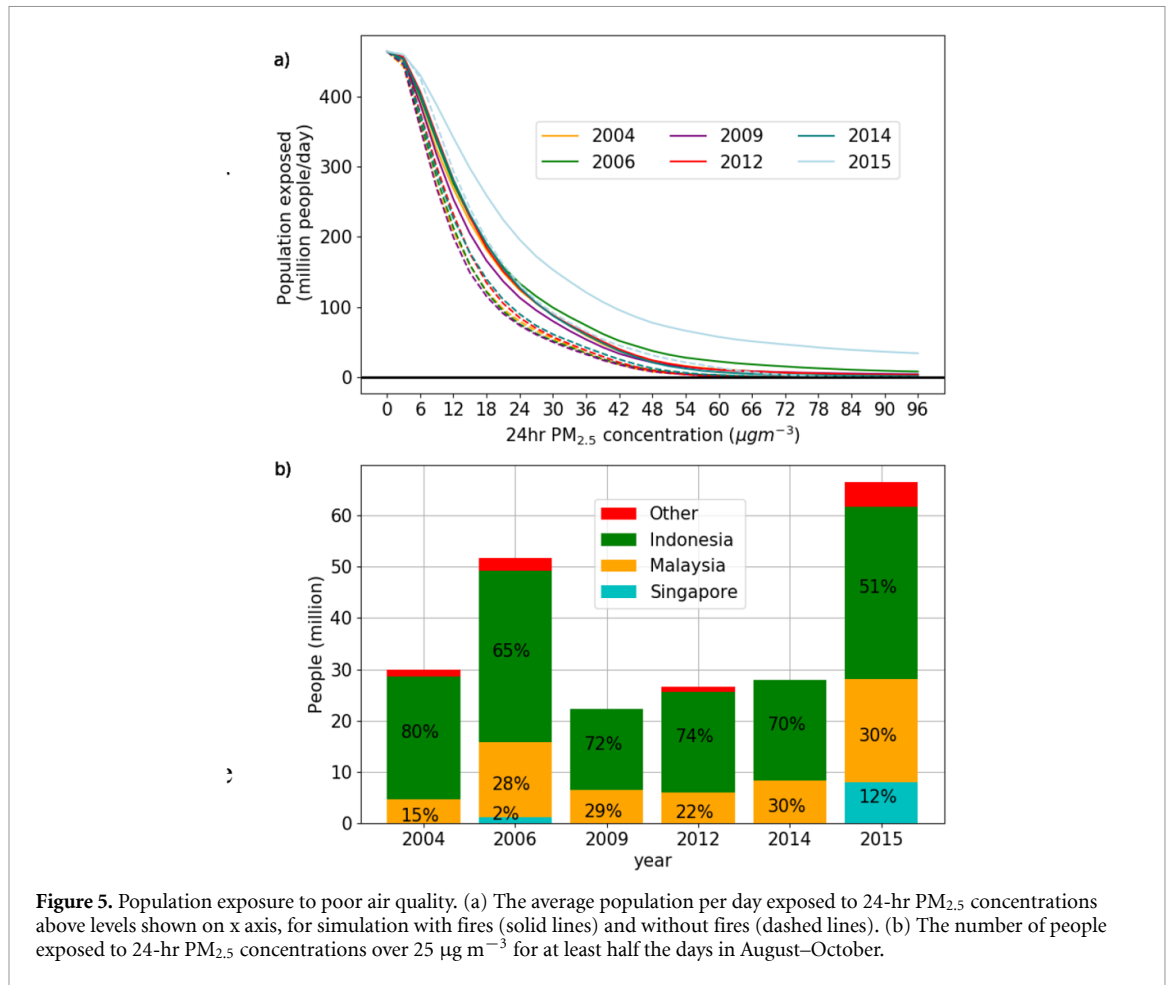 a)
400
300
200
100
0
Population exposed
(million people/day)
2004 2009 2014
2006 2012 2015
0 6 12 18 24 30 36 42 48 54 60 66 72 78 84 90 96
24hr PM2.5 concentration (μgm−3)
b)
60
50
40
30
20
10
0
People (million)
Other
Indonesia
Malaysia
Singapore
80%
15%
65%
28%
2%
72%
29%
74%
22%
70%
30%
51%
30%
12%
2004 2006 2009 2012 2014 2015
year
Figure 5. Population exposure to poor air quality. (a) The average population per day exposed to 24-hr PM2.5 concentrations
above levels shown on x axis, for simulation with fires (solid lines) and without fires (dashed lines). (b) The number of people
exposed to 24-hr PM2.5 concentrations over 25 μg m−3 for at least half the days in August–October.